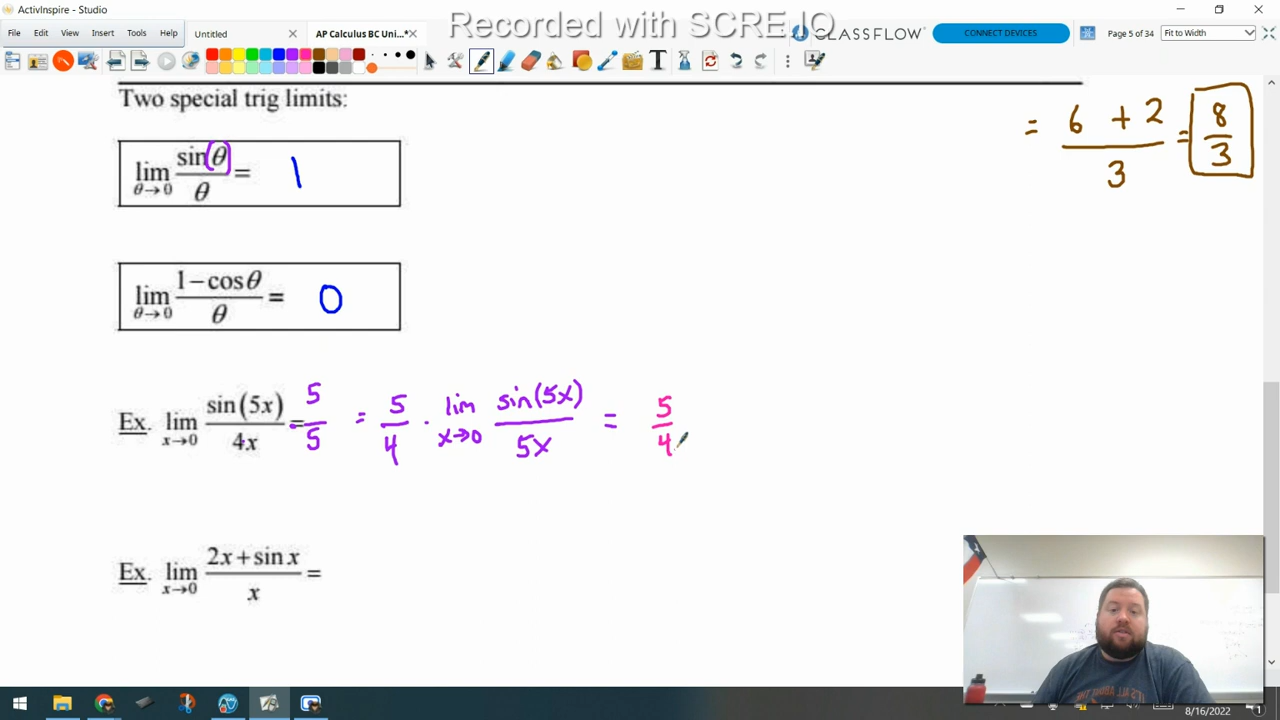 ActivInspire - Studio
Recorded with SCRE.IO
File Edit View Insert Tools Help
Untitled
AP Calculus BC Uni...*
CLASSFLOW
CONNECT DEVICES
Page 5 of 34
Fit to Width
Two special trig limits:
lim θ→0 sin(θ)/θ = 1
= (6 + 2)/3 = 8/3
lim θ→0 (1−cosθ)/θ = 0
Ex. lim x→0 sin(5x)/4x = · 5/5 = 5/4 · lim x→0 sin(5x)/5x = 5/4
Ex. lim x→0 (2x+sin x)/x =
8/16/2022